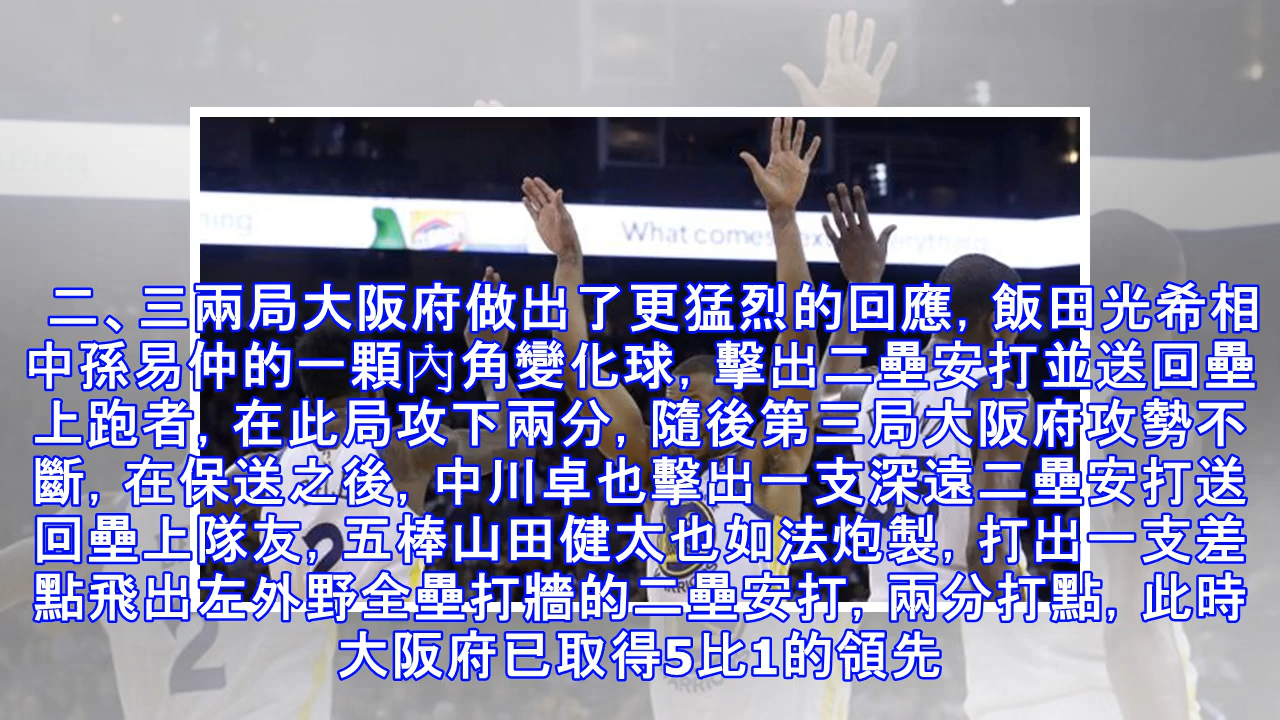 ning
What comes
erything
二、三兩局大阪府做出了更猛烈的回應, 飯田光希相
中孫易仲的一顆內角變化球, 擊出二壘安打並送回壘
上跑者, 在此局攻下兩分, 隨後第三局大阪府攻勢不
斷, 在保送之後, 中川卓也擊出一支深遠二壘安打送
回壘上隊友, 五棒山田健太也如法炮製, 打出一支差
點飛出左外野全壘打牆的二壘安打, 兩分打點, 此時
大阪府已取得5比1的領先
2
2